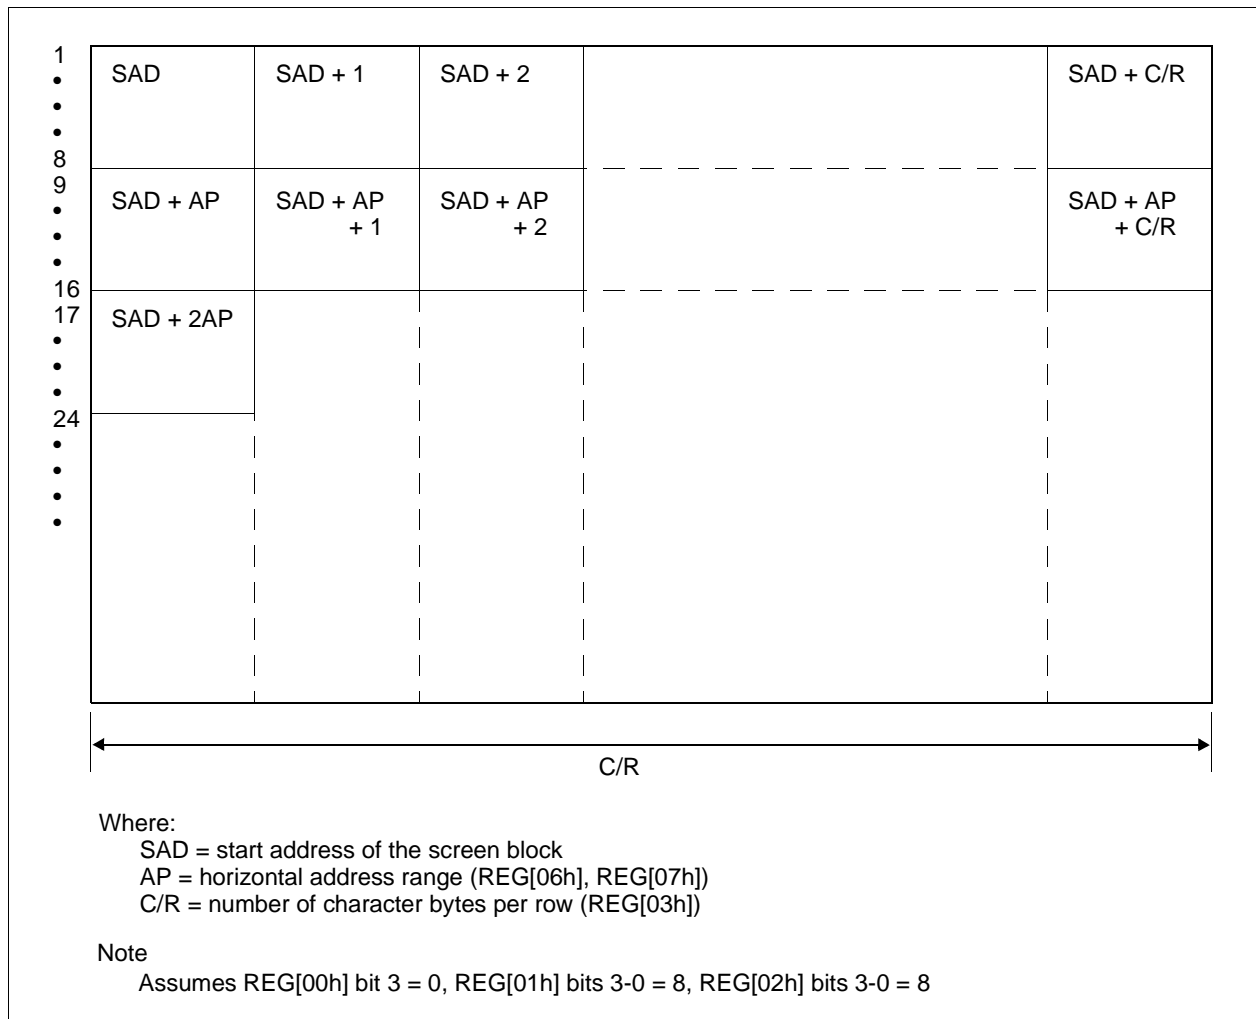 1
SAD SAD + 1 SAD + 2 SAD + C/R
8
9
SAD + AP SAD + AP SAD + AP SAD + AP
+ 1 + 2 + C/R
16
17
SAD + 2AP
24
C/R
Where:
SAD = start address of the screen block
AP = horizontal address range (REG[06h], REG[07h])
C/R = number of character bytes per row (REG[03h])
Note
Assumes REG[00h] bit 3 = 0, REG[01h] bits 3-0 = 8, REG[02h] bits 3-0 = 8